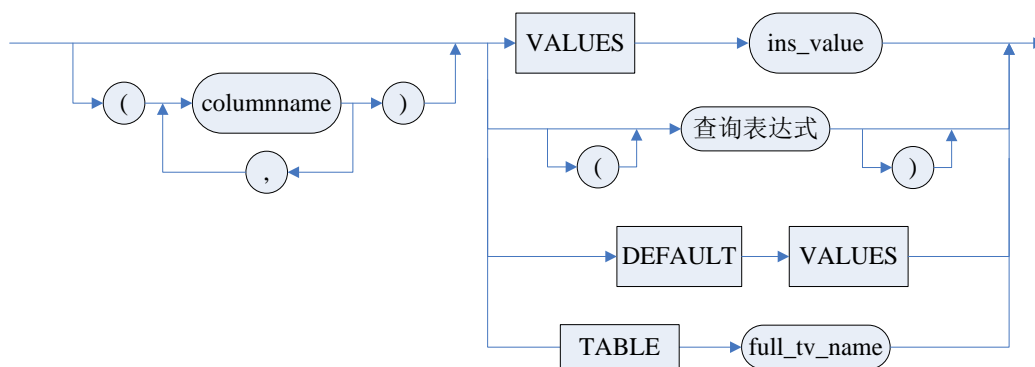 VALUES ins_value
( columnname )
,
( 查询表达式 )
DEFAULT VALUES
TABLE full_tv_name